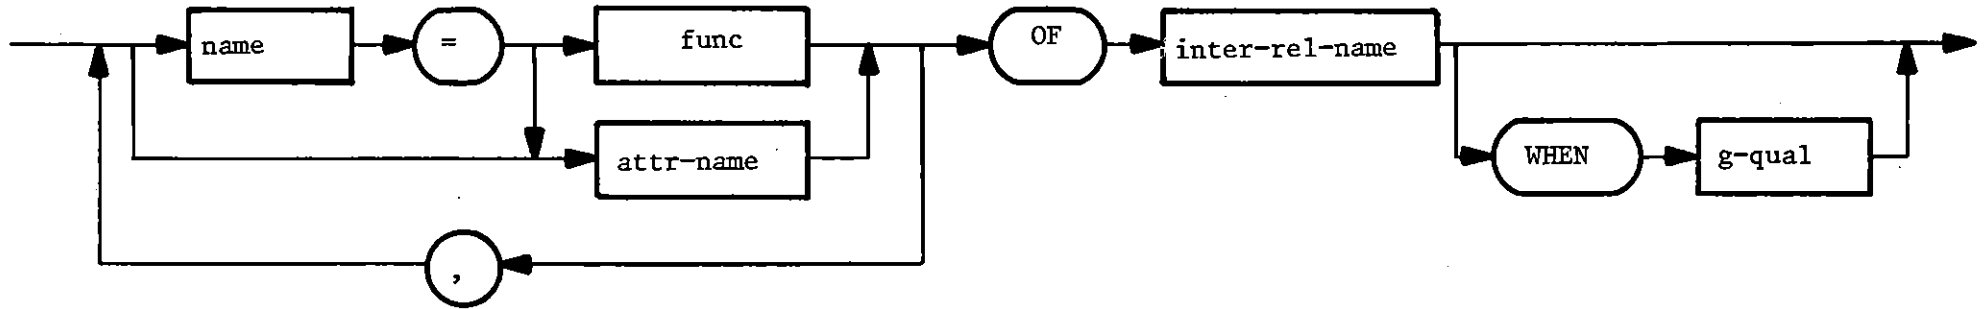 name = func OF inter-rel-name
attr-name WHEN g-qual
,